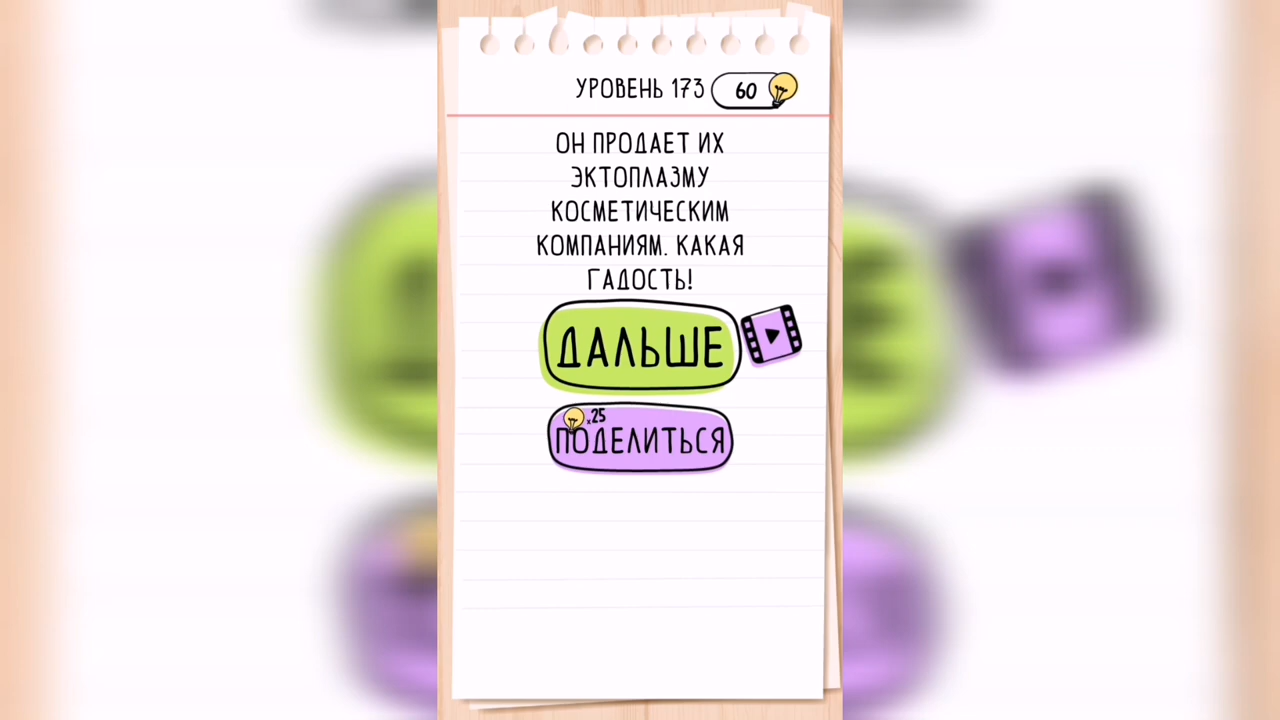 УРОВЕНЬ 173 60
ОН ПРОДАЕТ ИХ
ЭКТОПЛАЗМУ
КОСМЕТИЧЕСКИМ
КОМПАНИЯМ. КАКАЯ
ГАДОСТЬ!
ДАЛЬШЕ
x25
ПОДЕЛИТЬСЯ